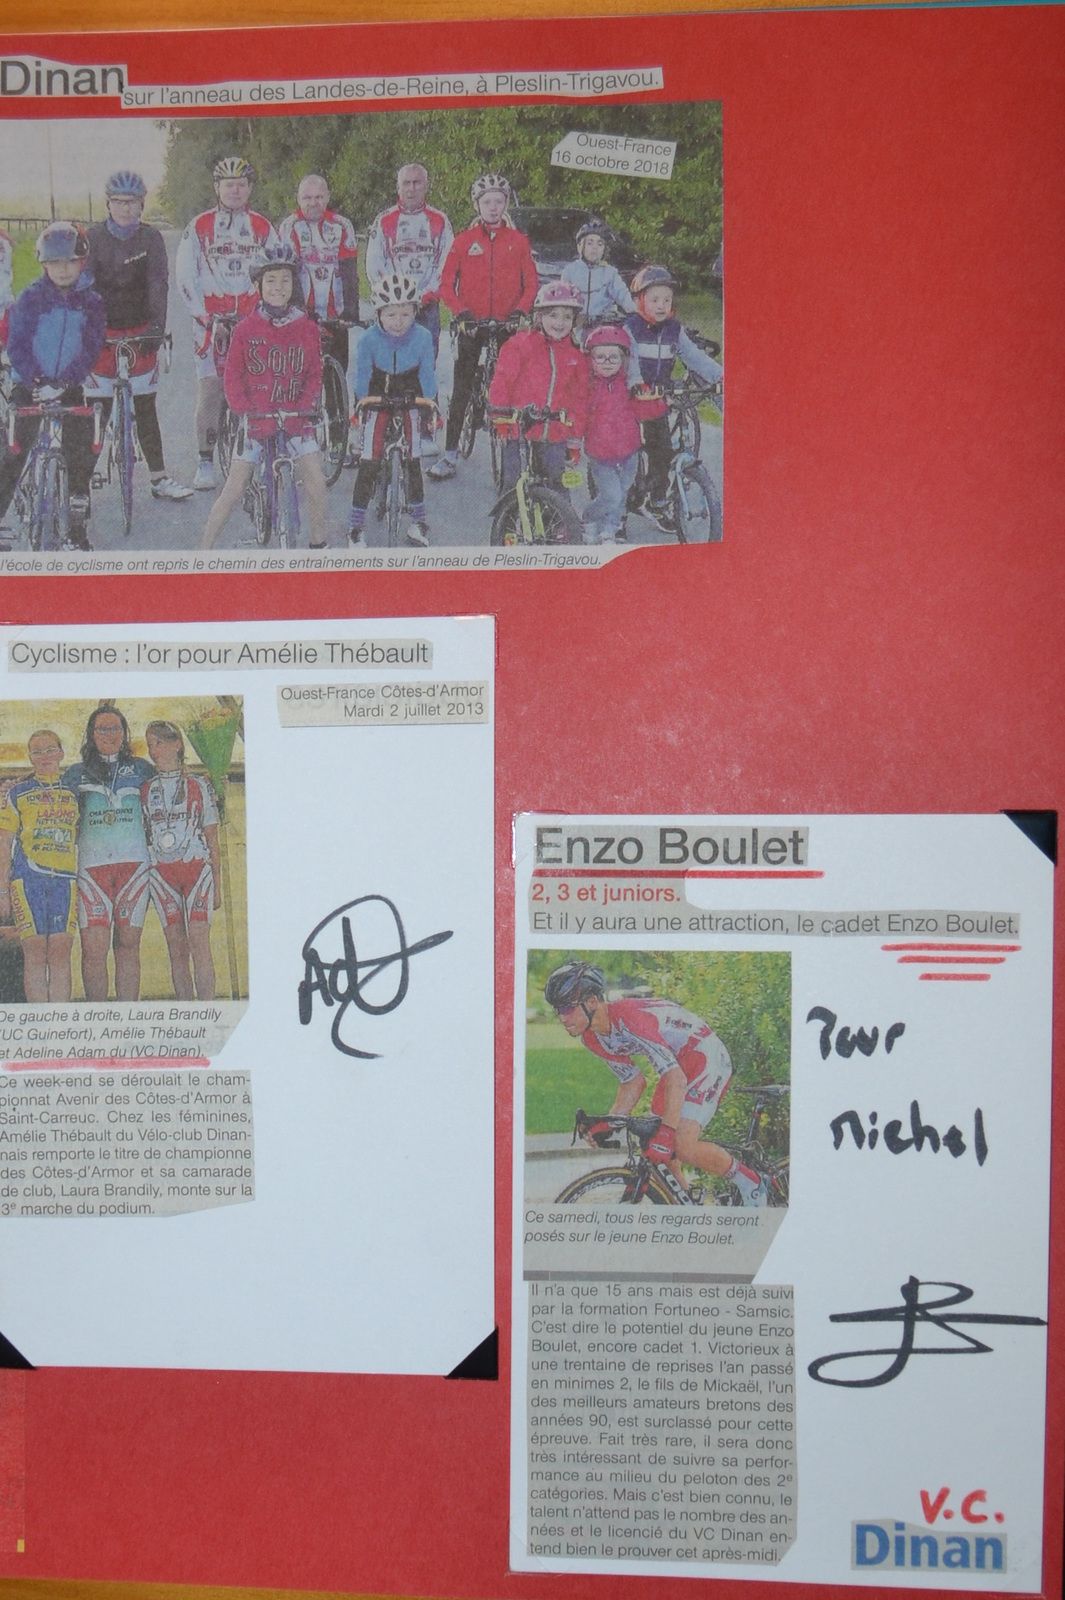 Dinan
sur l'anneau des Landes-de-Reine, à Pleslin-Trigavou.
Ouest-France
16 octobre 2018
SQU
l'école de cyclisme ont repris le chemin des entraînements sur l'anneau de Pleslin-Trigavou.
Cyclisme : l'or pour Amélie Thébault
Ouest-France Côtes-d'Armor
Mardi 2 juillet 2013
De gauche à droite, Laura Brandily
(UC Guinefort), Amélie Thébault
et Adeline Adam du (VC Dinan).
Ce week-end se déroulait le cham-
pionnat Avenir des Côtes-d'Armor à
Saint-Carreuc. Chez les féminines,
Amélie Thébault du Vélo-club Dinan-
nais remporte le titre de championne
des Côtes-d'Armor et sa camarade
de club, Laura Brandily, monte sur la
3e marche du podium.
Enzo Boulet
2, 3 et juniors.
Et il y aura une attraction, le cadet Enzo Boulet.
Pour
Michel
LOOK
Ce samedi, tous les regards seront
posés sur le jeune Enzo Boulet.
Il n'a que 15 ans mais est déjà suivi
par la formation Fortuneo - Samsic.
C'est dire le potentiel du jeune Enzo
Boulet, encore cadet 1. Victorieux à
une trentaine de reprises l'an passé
en minimes 2, le fils de Mickaël, l'un
des meilleurs amateurs bretons des
années 90, est surclassé pour cette
épreuve. Fait très rare, il sera donc
très intéressant de suivre sa perfor-
mance au milieu du peloton des 2e
catégories. Mais c'est bien connu, le
talent n'attend pas le nombre des an-
nées et le licencié du VC Dinan en-
tend bien le prouver cet après-midi.
V.C.
Dinan